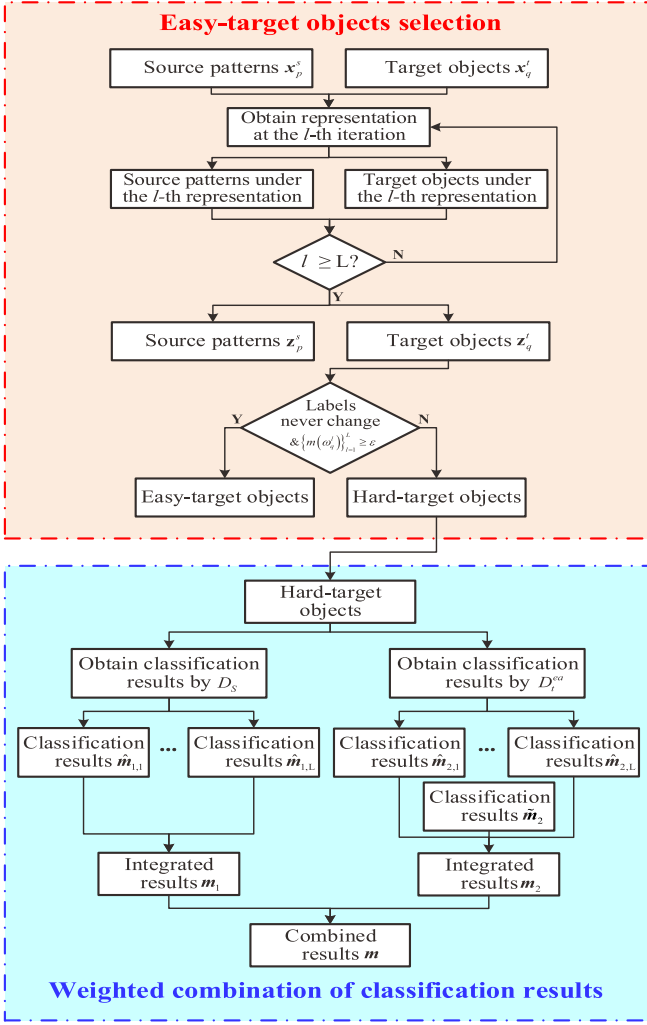 Easy-target objects selection
Source patterns x_p^s
Target objects x_q^t
Obtain representation
at the l-th iteration
Source patterns under
the l-th representation
Target objects under
the l-th representation
l ≥ L?
N
Y
Source patterns z_p^s
Target objects z_q^t
Labels
never change
& {m(ω_q^t)}_{l=1}^L ≥ ε
Y
N
Easy-target objects
Hard-target objects
Hard-target
objects
Obtain classification
results by D_S
Obtain classification
results by D_t^{ea}
Classification
results m̂_{1,1}
...
Classification
results m̂_{1,L}
Classification
results m̂_{2,1}
...
Classification
results m̂_{2,L}
Classification
results m̃_2
Integrated
results m_1
Integrated
results m_2
Combined
results m
Weighted combination of classification results